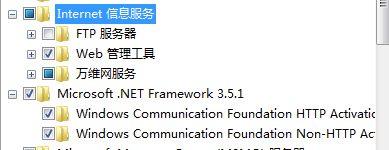 Internet 信息服务
FTP 服务器
Web 管理工具
万维网服务
Microsoft .NET Framework 3.5.1
Windows Communication Foundation HTTP Activatio
Windows Communication Foundation Non-HTTP Act